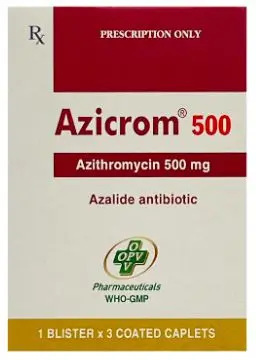 Rx
PRESCRIPTION ONLY
Azicrom® 500
Azithromycin 500 mg
Azalide antibiotic
O
OPV
V
Pharmaceuticals
WHO-GMP
1 BLISTER x 3 COATED CAPLETS